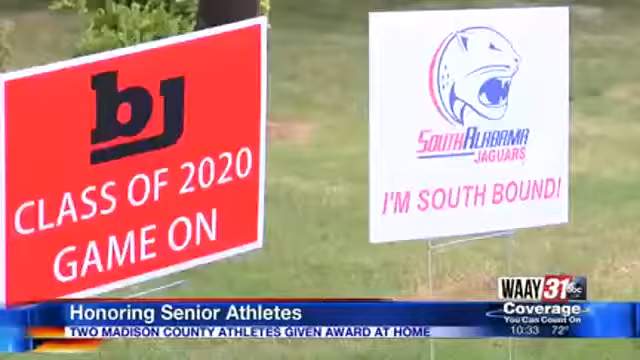 bj
CLASS OF 2020
GAME ON
SOUTH ALABAMA
JAGUARS
I'M SOUTH BOUND!
Honoring Senior Athletes
TWO MADISON COUNTY ATHLETES GIVEN AWARD AT HOME
WAAY 31 abc
Coverage
You Can Count On
10:33 72°